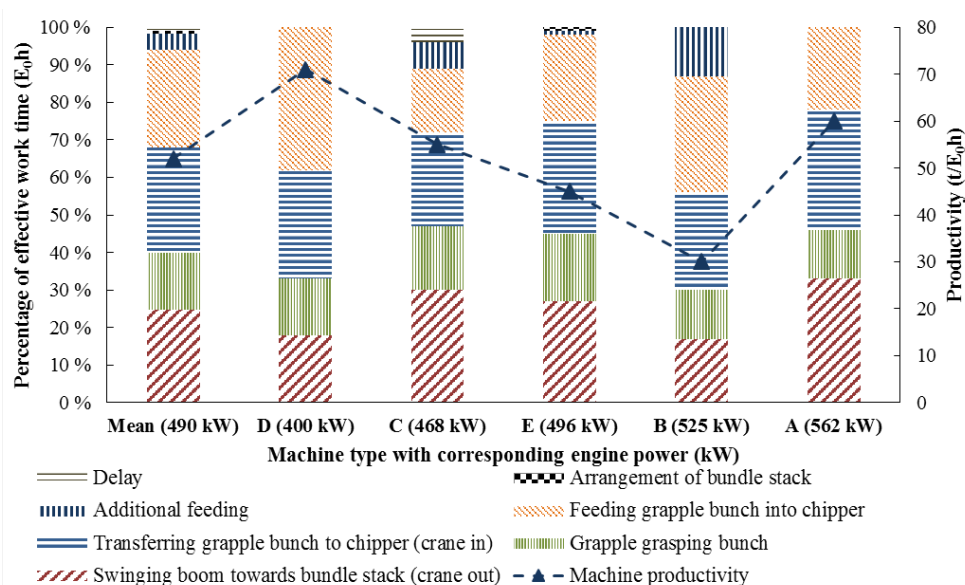 Percentage of effective work time (E₀h)
100 %
90 %
80 %
70 %
60 %
50 %
40 %
30 %
20 %
10 %
0 %
80
70
60
50
40
30
20
10
0
Productivity (t/E₀h)
Mean (490 kW) D (400 kW) C (468 kW) E (496 kW) B (525 kW) A (562 kW)
Machine type with corresponding engine power (kW)
Delay
Arrangement of bundle stack
Additional feeding
Feeding grapple bunch into chipper
Transferring grapple bunch to chipper (crane in)
Grapple grasping bunch
Swinging boom towards bundle stack (crane out)
Machine productivity